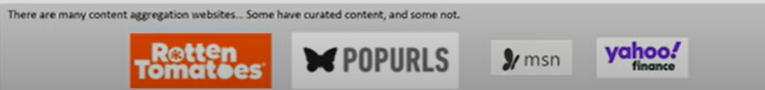 There are many content aggregation websites... Some have curated content, and some not.
Rotten
Tomatoes
POPURLS
msn
yahoo!
finance